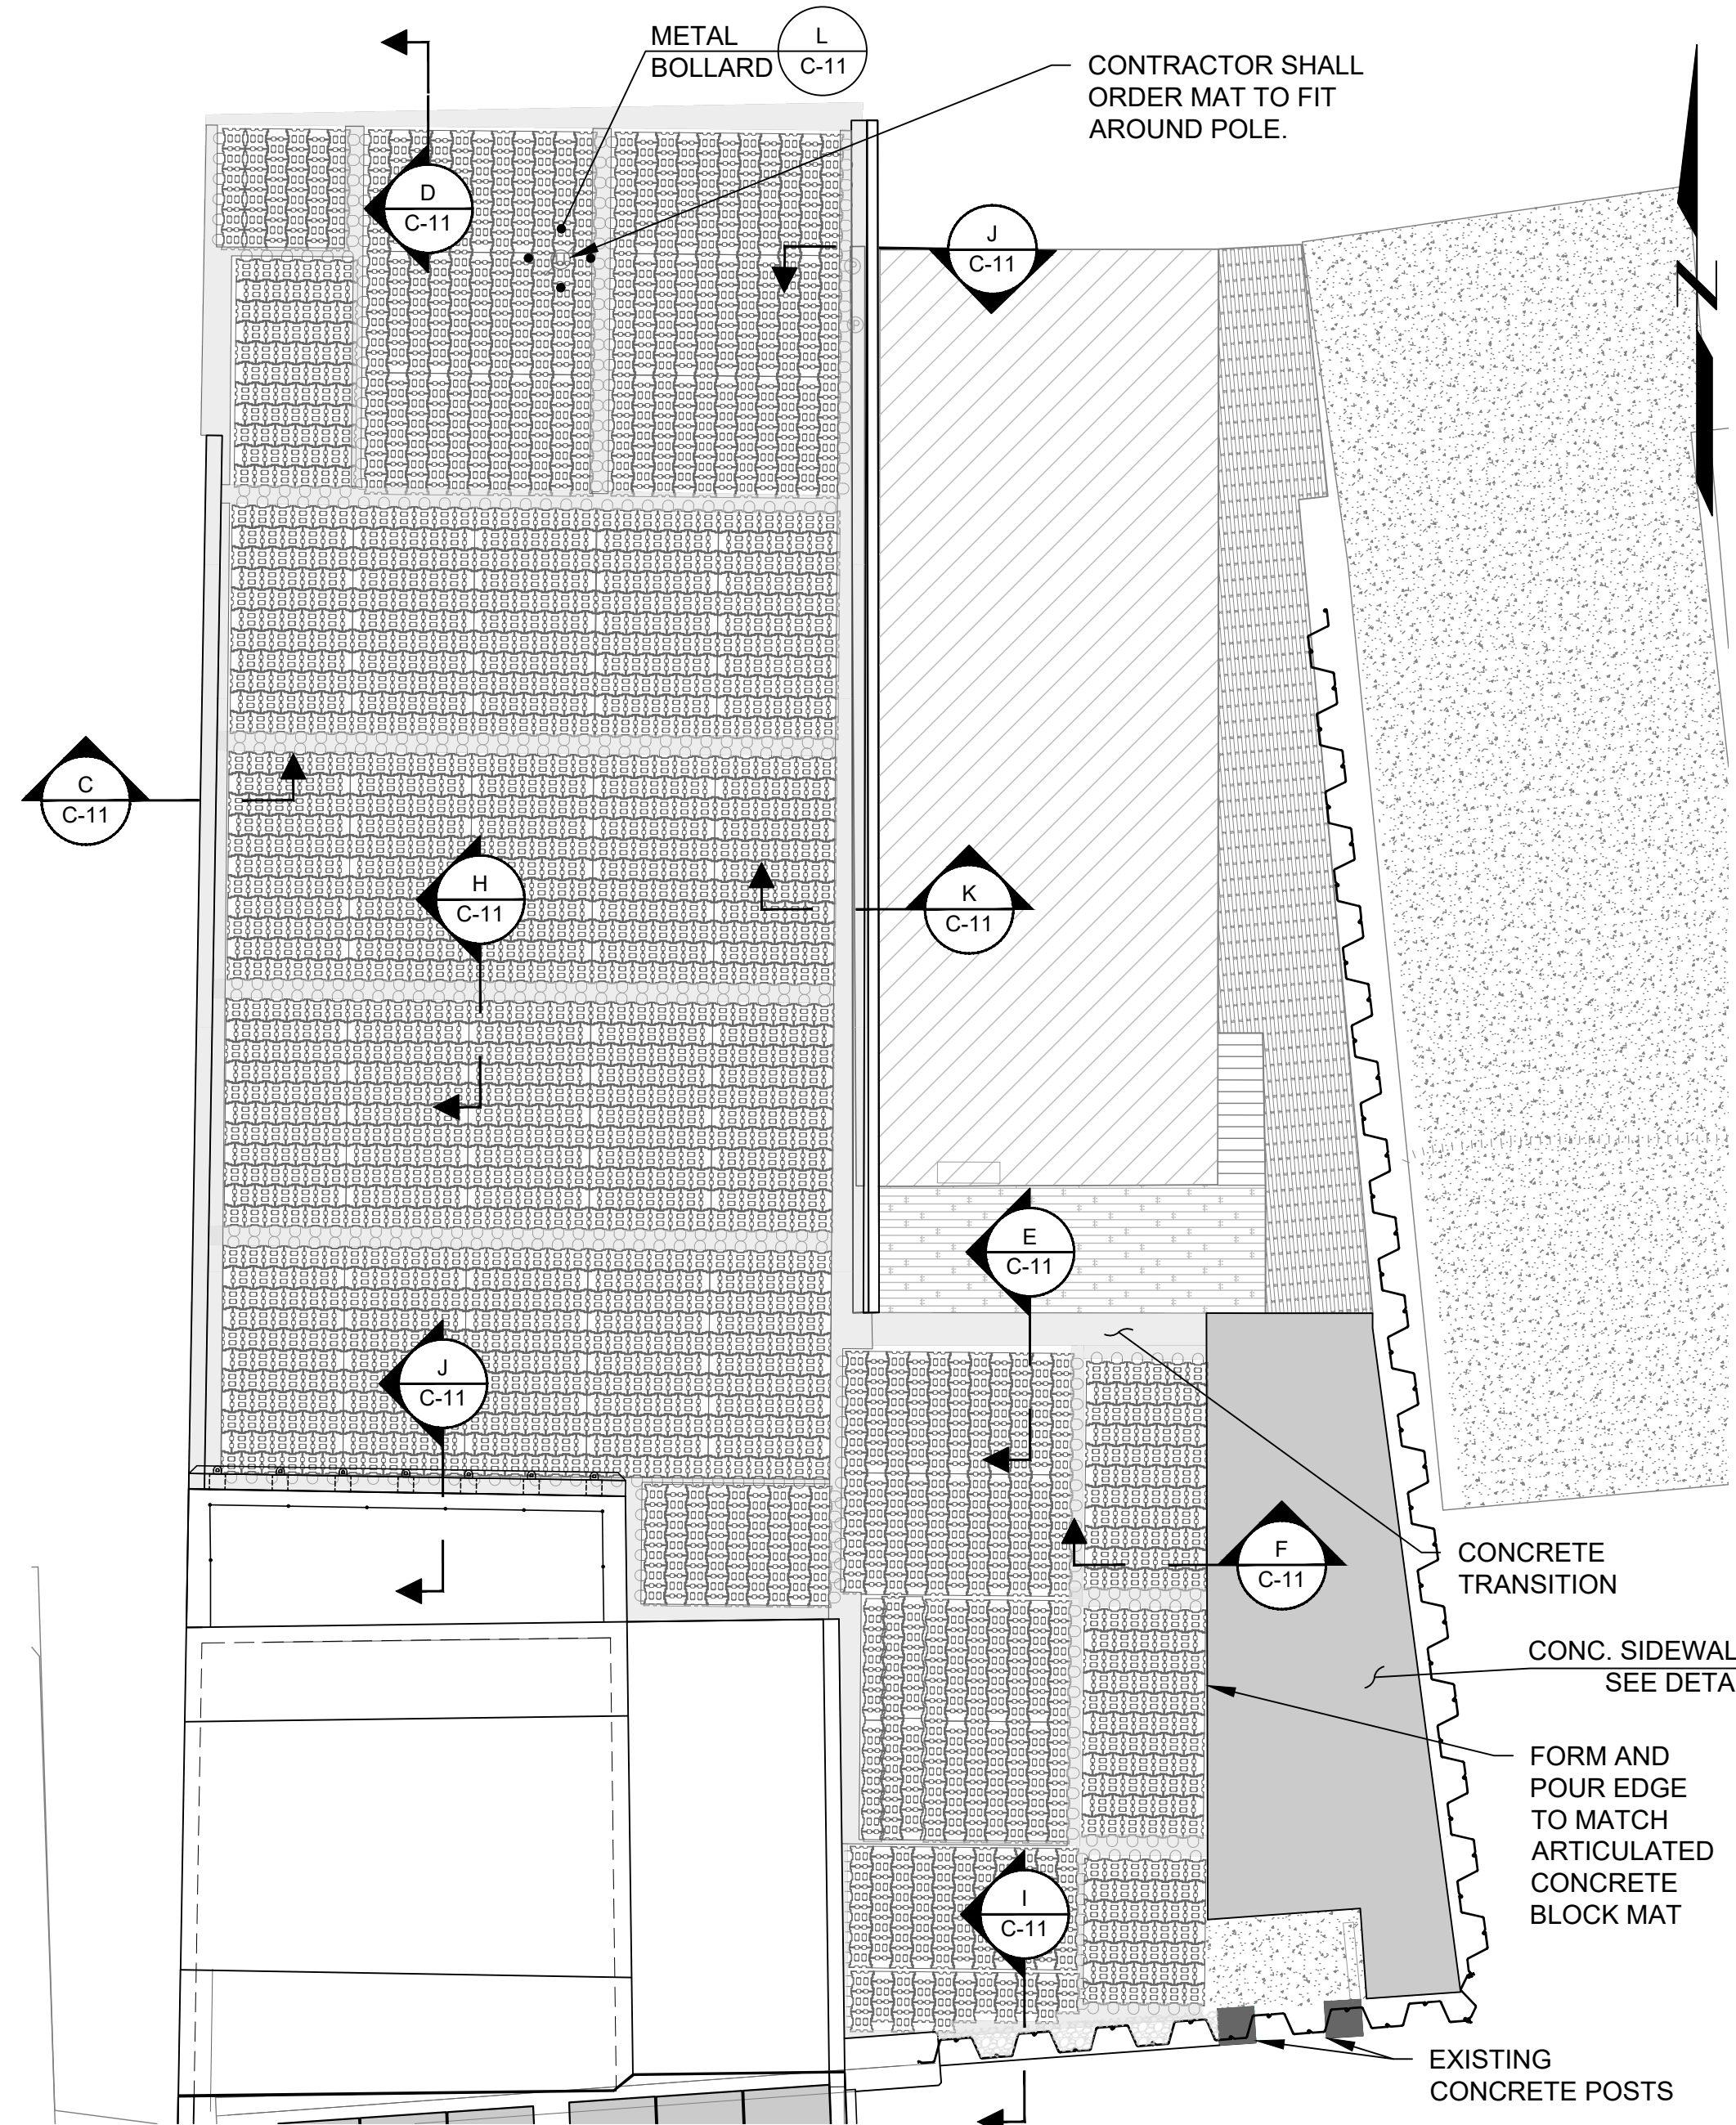 METAL
BOLLARD
L
C-11
CONTRACTOR SHALL
ORDER MAT TO FIT
AROUND POLE.
D
C-11
J
C-11
N
C
C-11
H
C-11
K
C-11
E
C-11
J
C-11
F
C-11
CONCRETE
TRANSITION
CONC. SIDEWAL
SEE DETA
FORM AND
POUR EDGE
TO MATCH
ARTICULATED
CONCRETE
BLOCK MAT
I
C-11
EXISTING
CONCRETE POSTS